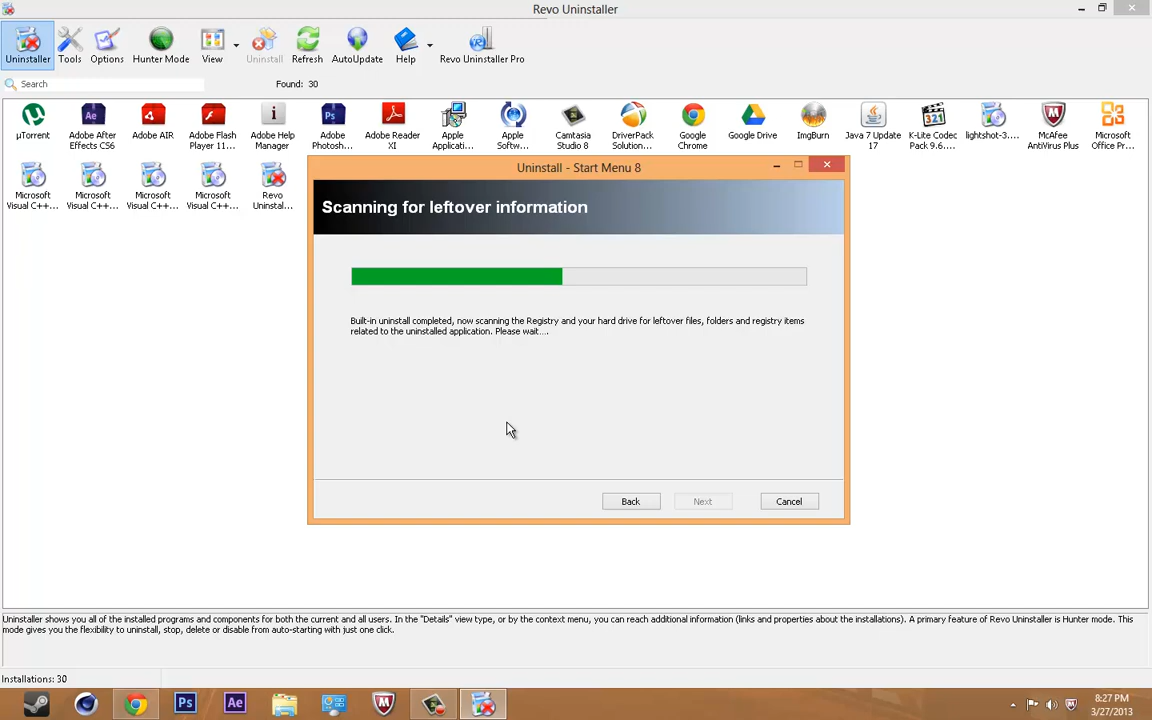 Revo Uninstaller
Uninstaller
Tools
Options
Hunter Mode
View
Uninstall
Refresh
AutoUpdate
Help
Revo Uninstaller Pro
Search
Found: 30
µTorrent
Adobe After
Effects CS6
Adobe AIR
Adobe Flash
Player 11...
Adobe Help
Manager
Adobe
Photosh...
Adobe Reader
XI
Apple
Applicati...
Apple
Softw...
Camtasia
Studio 8
DriverPack
Solution...
Google
Chrome
Google Drive
ImgBurn
Java 7 Update
17
K-Lite Codec
Pack 9.6....
lightshot-3....
McAfee
AntiVirus Plus
Microsoft
Office Pr...
Microsoft
Visual C++...
Microsoft
Visual C++...
Microsoft
Visual C++...
Microsoft
Visual C++...
Revo
Uninstal...
Uninstall - Start Menu 8
Scanning for leftover information
Built-in uninstall completed, now scanning the Registry and your hard drive for leftover files, folders and registry items
related to the uninstalled application. Please wait....
Back
Next
Cancel
Uninstaller shows you all of the installed programs and components for both the current and all users. In the "Details" view type, or by the context menu, you can reach additional information (links and properties about the installations). A primary feature of Revo Uninstaller is Hunter mode. This
mode gives you the flexibility to uninstall, stop, delete or disable from auto-starting with just one click.
Installations: 30
Ps
Ae
8:27 PM
3/27/2013